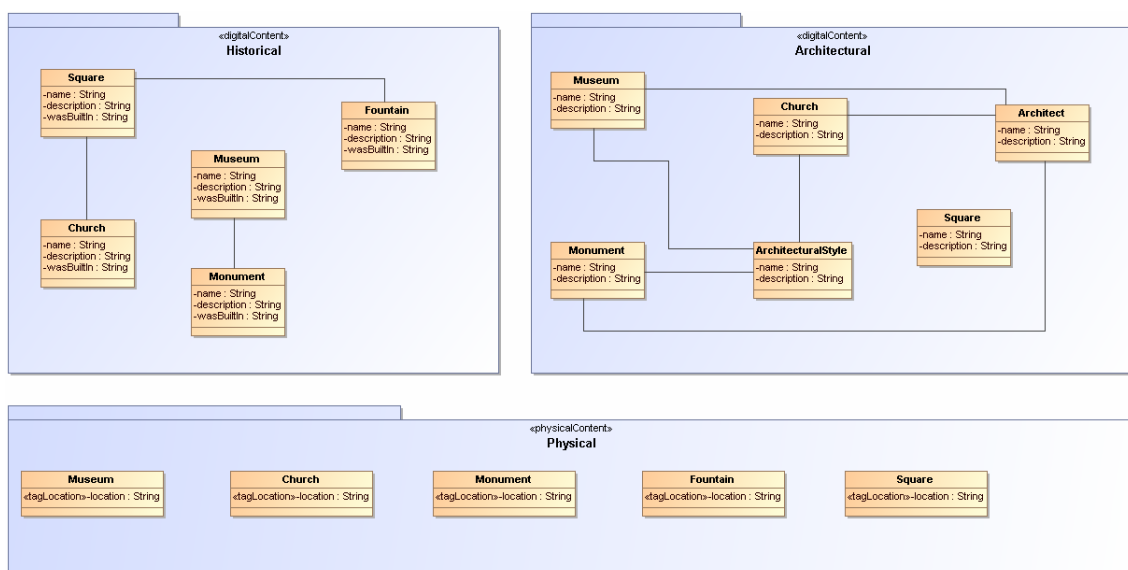 «digitalContent»
Historical
Square
-name : String
-description : String
-wasBuiltIn : String
Fountain
-name : String
-description : String
-wasBuiltIn : String
Museum
-name : String
-description : String
-wasBuiltIn : String
Church
-name : String
-description : String
-wasBuiltIn : String
Monument
-name : String
-description : String
-wasBuiltIn : String
«digitalContent»
Architectural
Museum
-name : String
-description : String
Church
-name : String
-description : String
Architect
-name : String
-description : String
Square
-name : String
-description : String
Monument
-name : String
-description : String
ArchitecturalStyle
-name : String
-description : String
«physicalContent»
Physical
Museum
«tagLocation»-location : String
Church
«tagLocation»-location : String
Monument
«tagLocation»-location : String
Fountain
«tagLocation»-location : String
Square
«tagLocation»-location : String